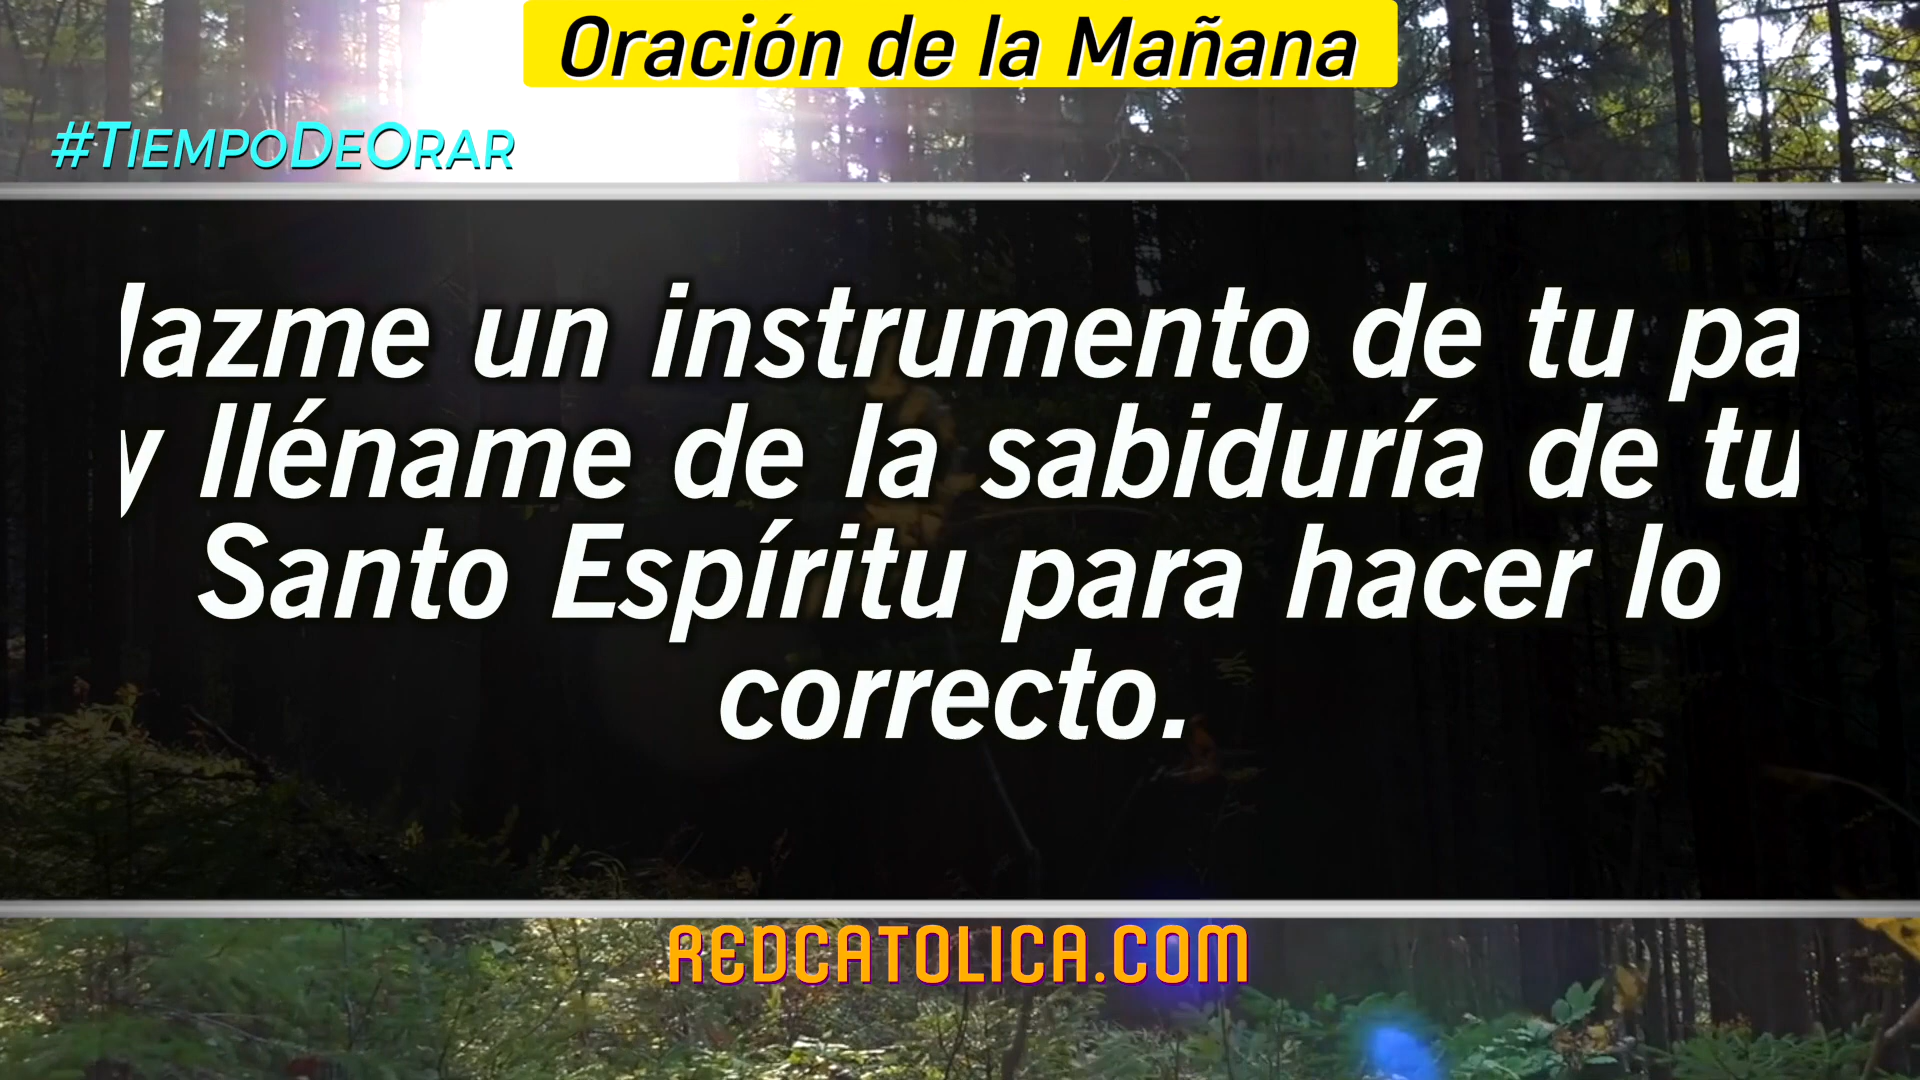 Oración de la Mañana
#TiempoDeOrar
azme un instrumento de tu pa
y lléname de la sabiduría de tu
Santo Espíritu para hacer lo
correcto.
REDCATOLICA.COM